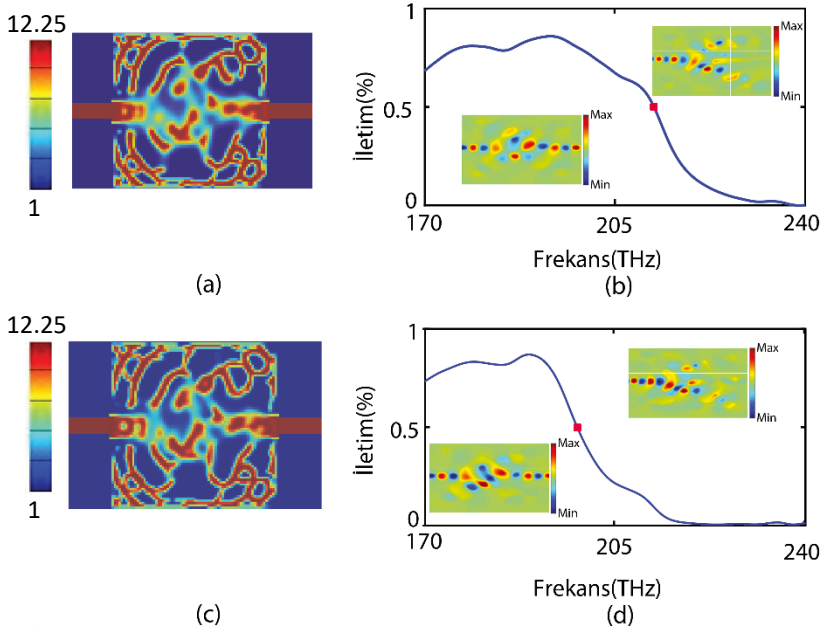 12.25
1
(a)
İletim(%)
1
0.5
0
170
205
240
Frekans(THz)
Max
Min
Max
Min
(b)
12.25
1
(c)
İletim(%)
1
0.5
0
170
205
240
Frekans(THz)
Max
Min
Max
Min
(d)